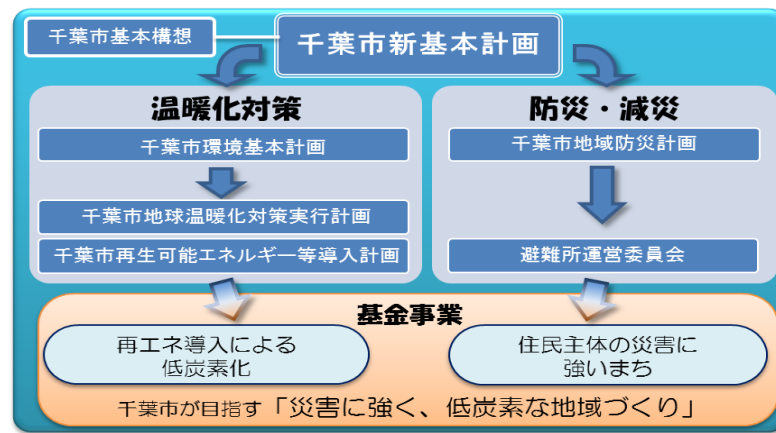 千葉市基本構想
千葉市新基本計画
温暖化対策
千葉市環境基本計画
千葉市地球温暖化対策実行計画
千葉市再生可能エネルギー等導入計画
防災・減災
千葉市地域防災計画
避難所運営委員会
基金事業
再エネ導入による
低炭素化
住民主体の災害に
強いまち
千葉市が目指す「災害に強く、低炭素な地域づくり」